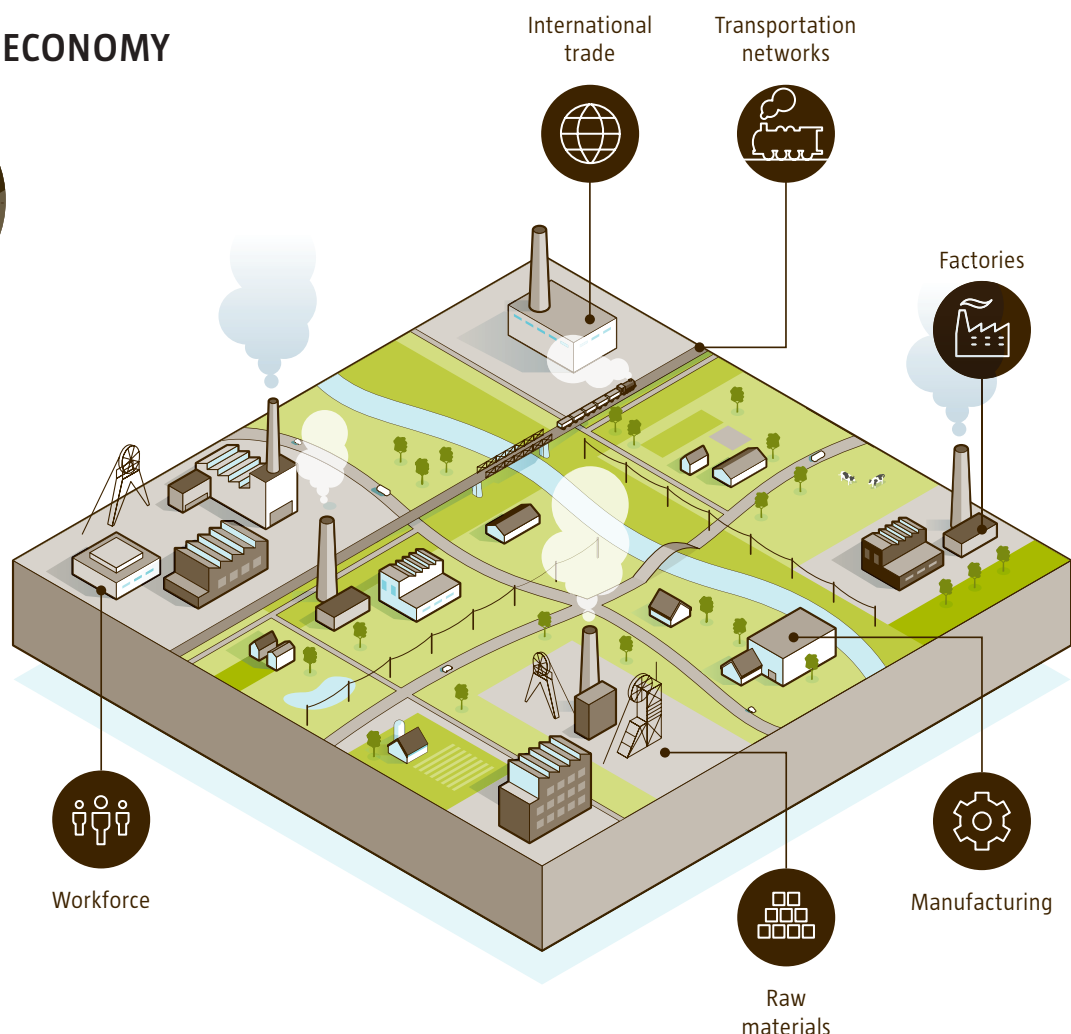 ECONOMY
International
trade
Transportation
networks
Factories
Workforce
Manufacturing
Raw
materials